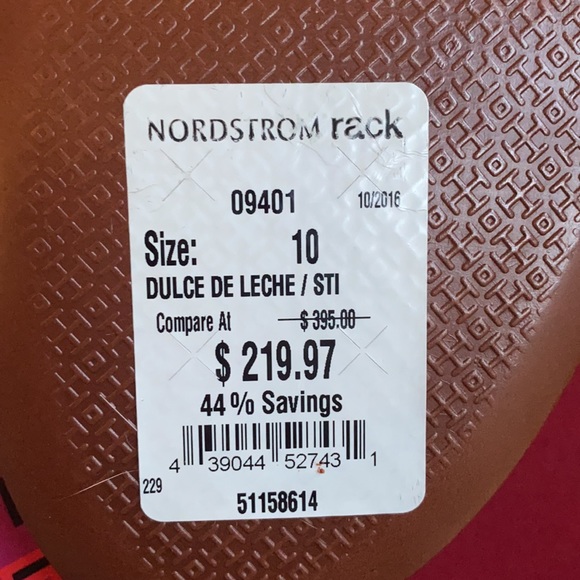 NORDSTROM rack
09401 10/2016
Size: 10
DULCE DE LECHE / STI
Compare At $ 395.00
$ 219.97
44% Savings
4 39044 52743 1
229
51158614